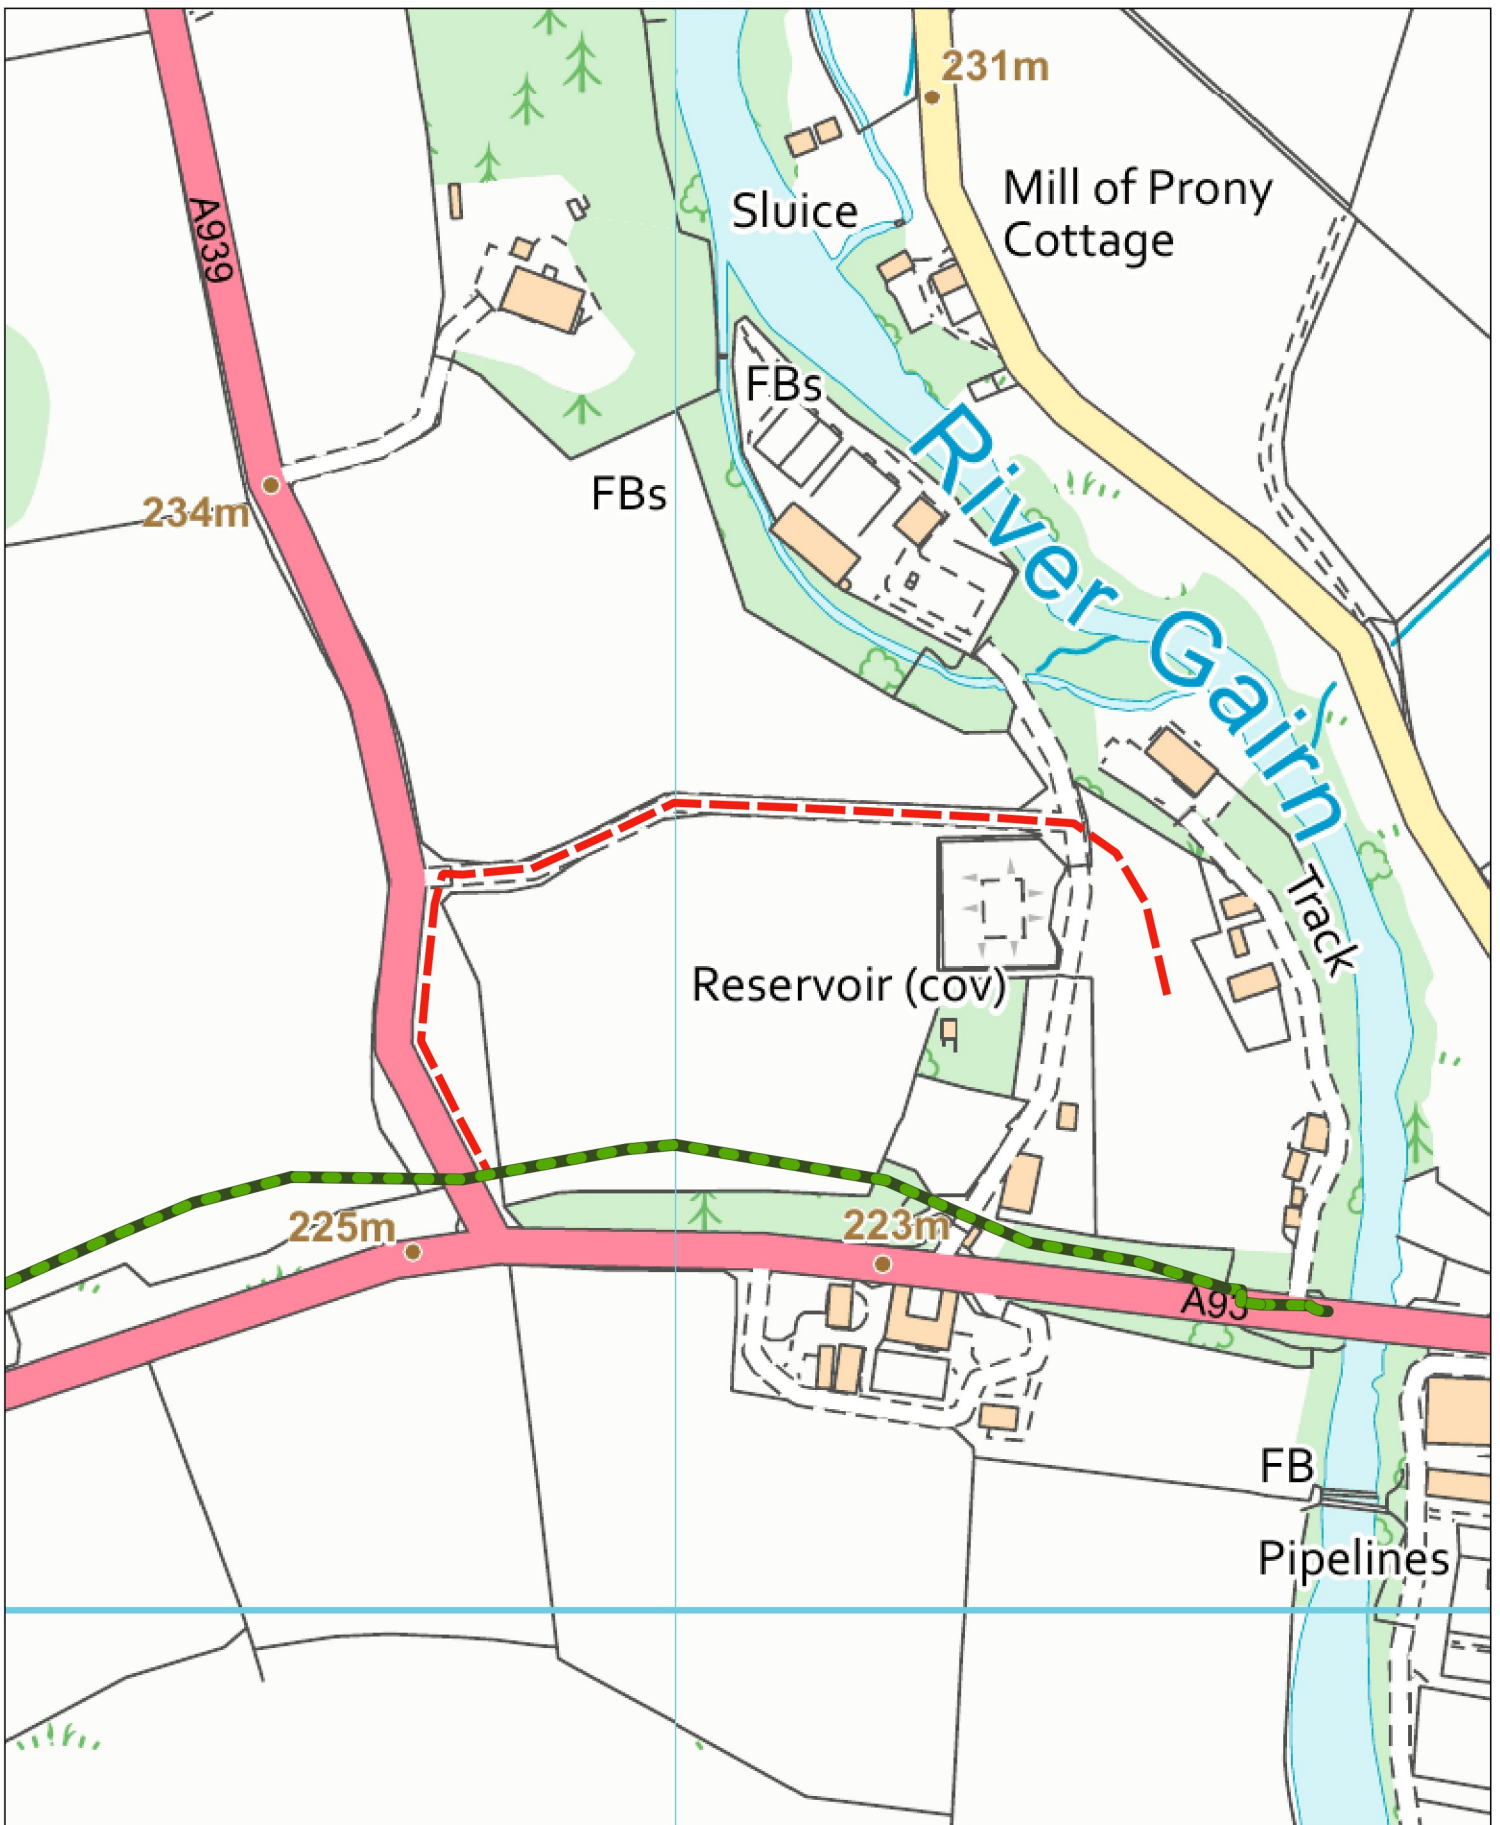 231m
Mill of Prony
Cottage
Sluice
A939
FBs
River Gairn
FBs
234m
Track
Reservoir (cov)
225m
223m
A93
FB
Pipelines